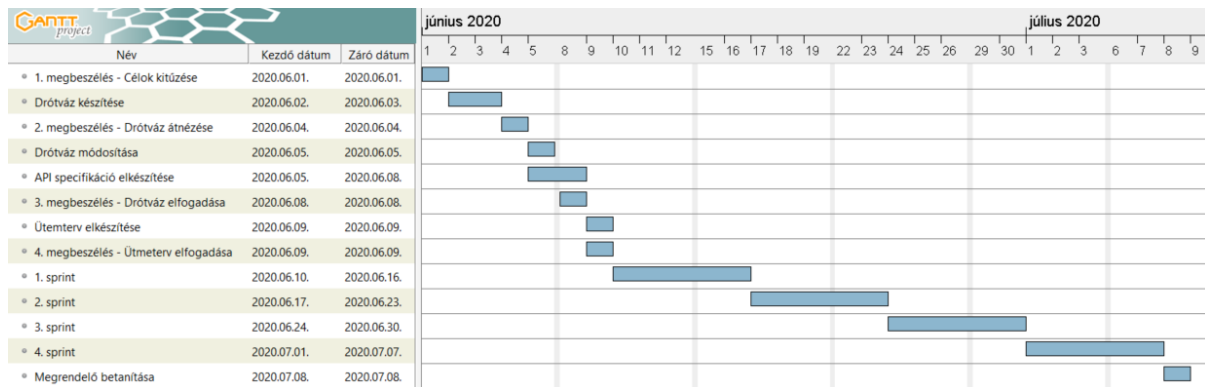 GANTT
project
június 2020
július 2020
1 2 3 4 5 8 9 10 11 12 15 16 17 18 19 22 23 24 25 26 29 30 1 2 3 6 7 8 9
Név Kezdő dátum Záró dátum
1. megbeszélés - Célok kitűzése 2020.06.01. 2020.06.01.
Drótváz készítése 2020.06.02. 2020.06.03.
2. megbeszélés - Drótváz átnézése 2020.06.04. 2020.06.04.
Drótváz módosítása 2020.06.05. 2020.06.05.
API specifikáció elkészítése 2020.06.05. 2020.06.08.
3. megbeszélés - Drótváz elfogadása 2020.06.08. 2020.06.08.
Ütemterv elkészítése 2020.06.09. 2020.06.09.
4. megbeszélés - Ütmeterv elfogadása 2020.06.09. 2020.06.09.
1. sprint 2020.06.10. 2020.06.16.
2. sprint 2020.06.17. 2020.06.23.
3. sprint 2020.06.24. 2020.06.30.
4. sprint 2020.07.01. 2020.07.07.
Megrendelő betanítása 2020.07.08. 2020.07.08.